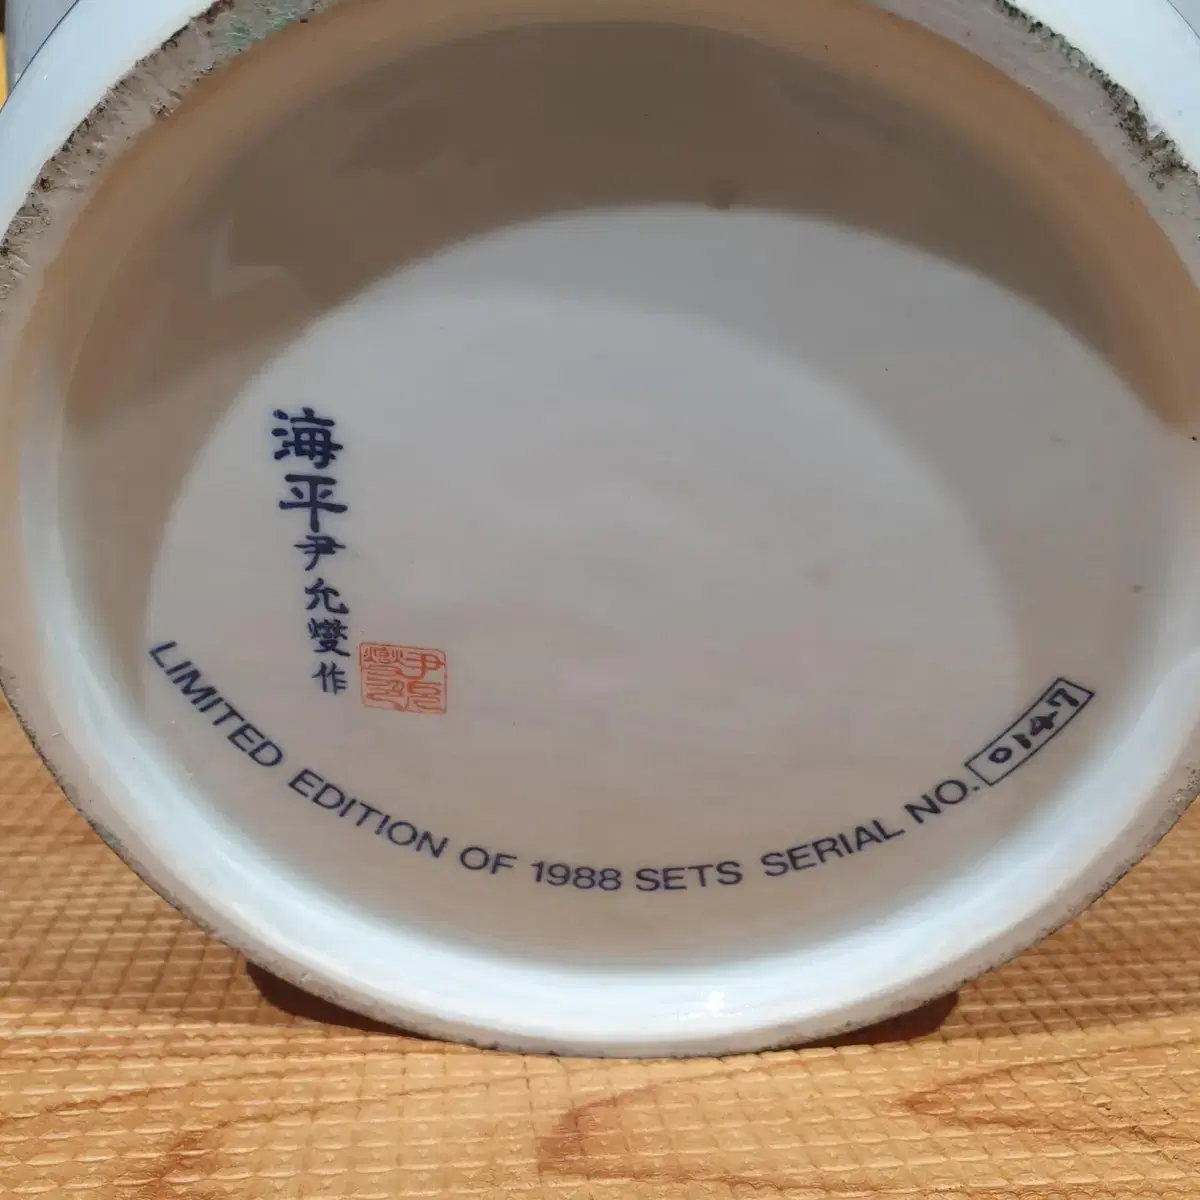 海平尹允燮作
LIMITED EDITION OF 1988 SETS SERIAL NO. 0147